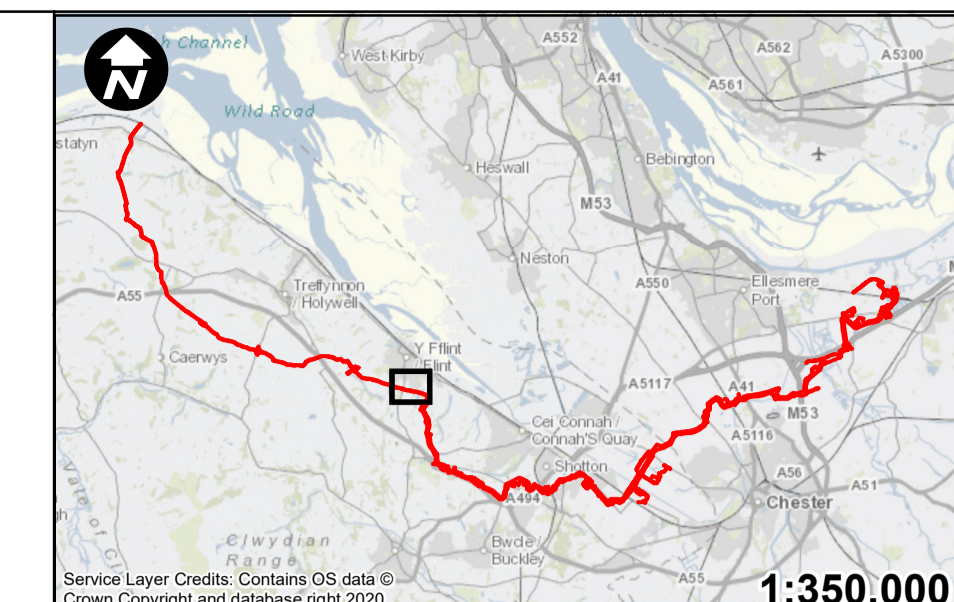 N
h Channel
West Kirby
A552
A562
A5300
A41
A561
Wild Road
statyn
Heswall
Bebington
M53
Neston
A550
Ellesmere
Port
A55
Treffynnon
/ Holywell
M
Caerwys
Y Fflint
/ Flint
A5117
A41
M53
Cei Connah /
Connah'S Quay
A5116
Shotton
A56
A51
A494
Chester
Clwydian
Range
Bwcle /
Buckley
gh
A55
Service Layer Credits: Contains OS data ©
Crown Copyright and database right 2020
1:350,000